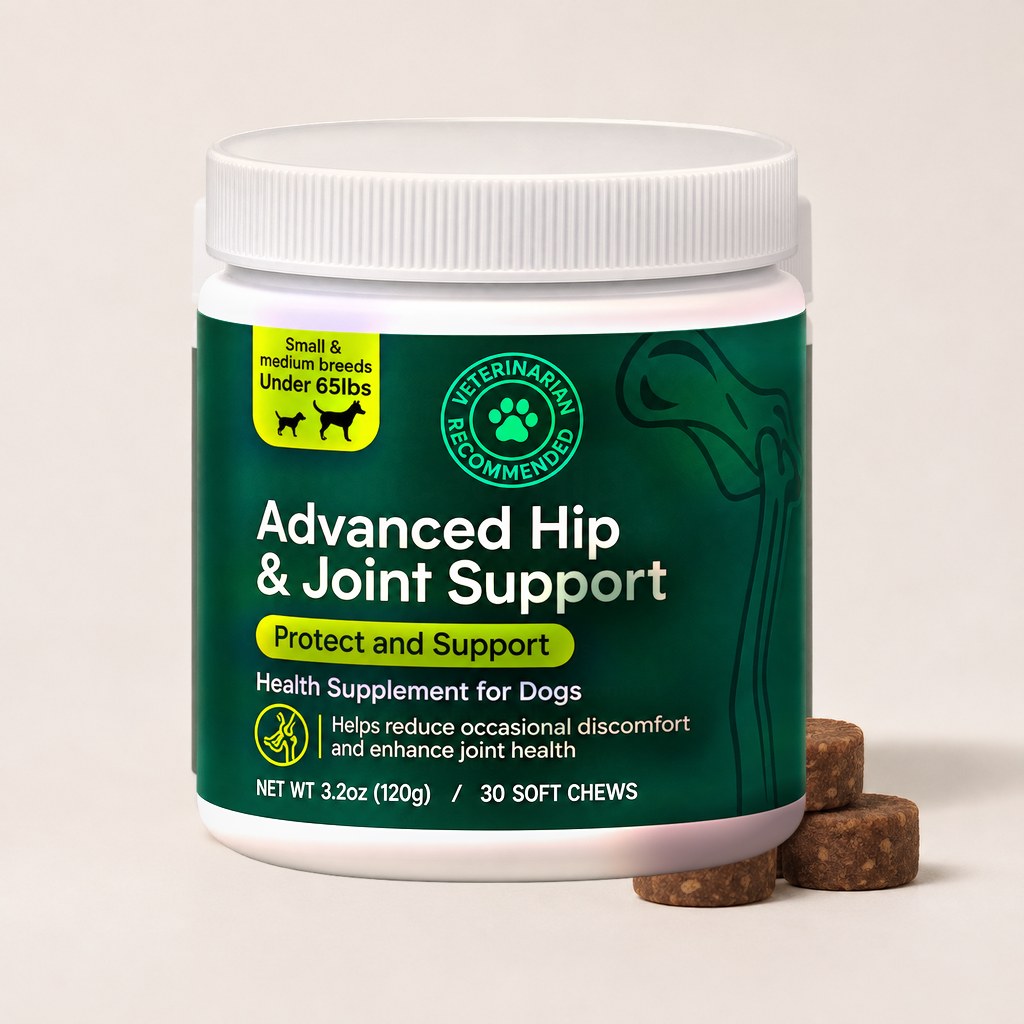 Small &
medium breeds
Under 65lbs
VETERINARIAN
RECOMMENDED
Advanced Hip
& Joint Support
Protect and Support
Health Supplement for Dogs
Helps reduce occasional discomfort
and enhance joint health
NET WT 3.2oz (120g) / 30 SOFT CHEWS